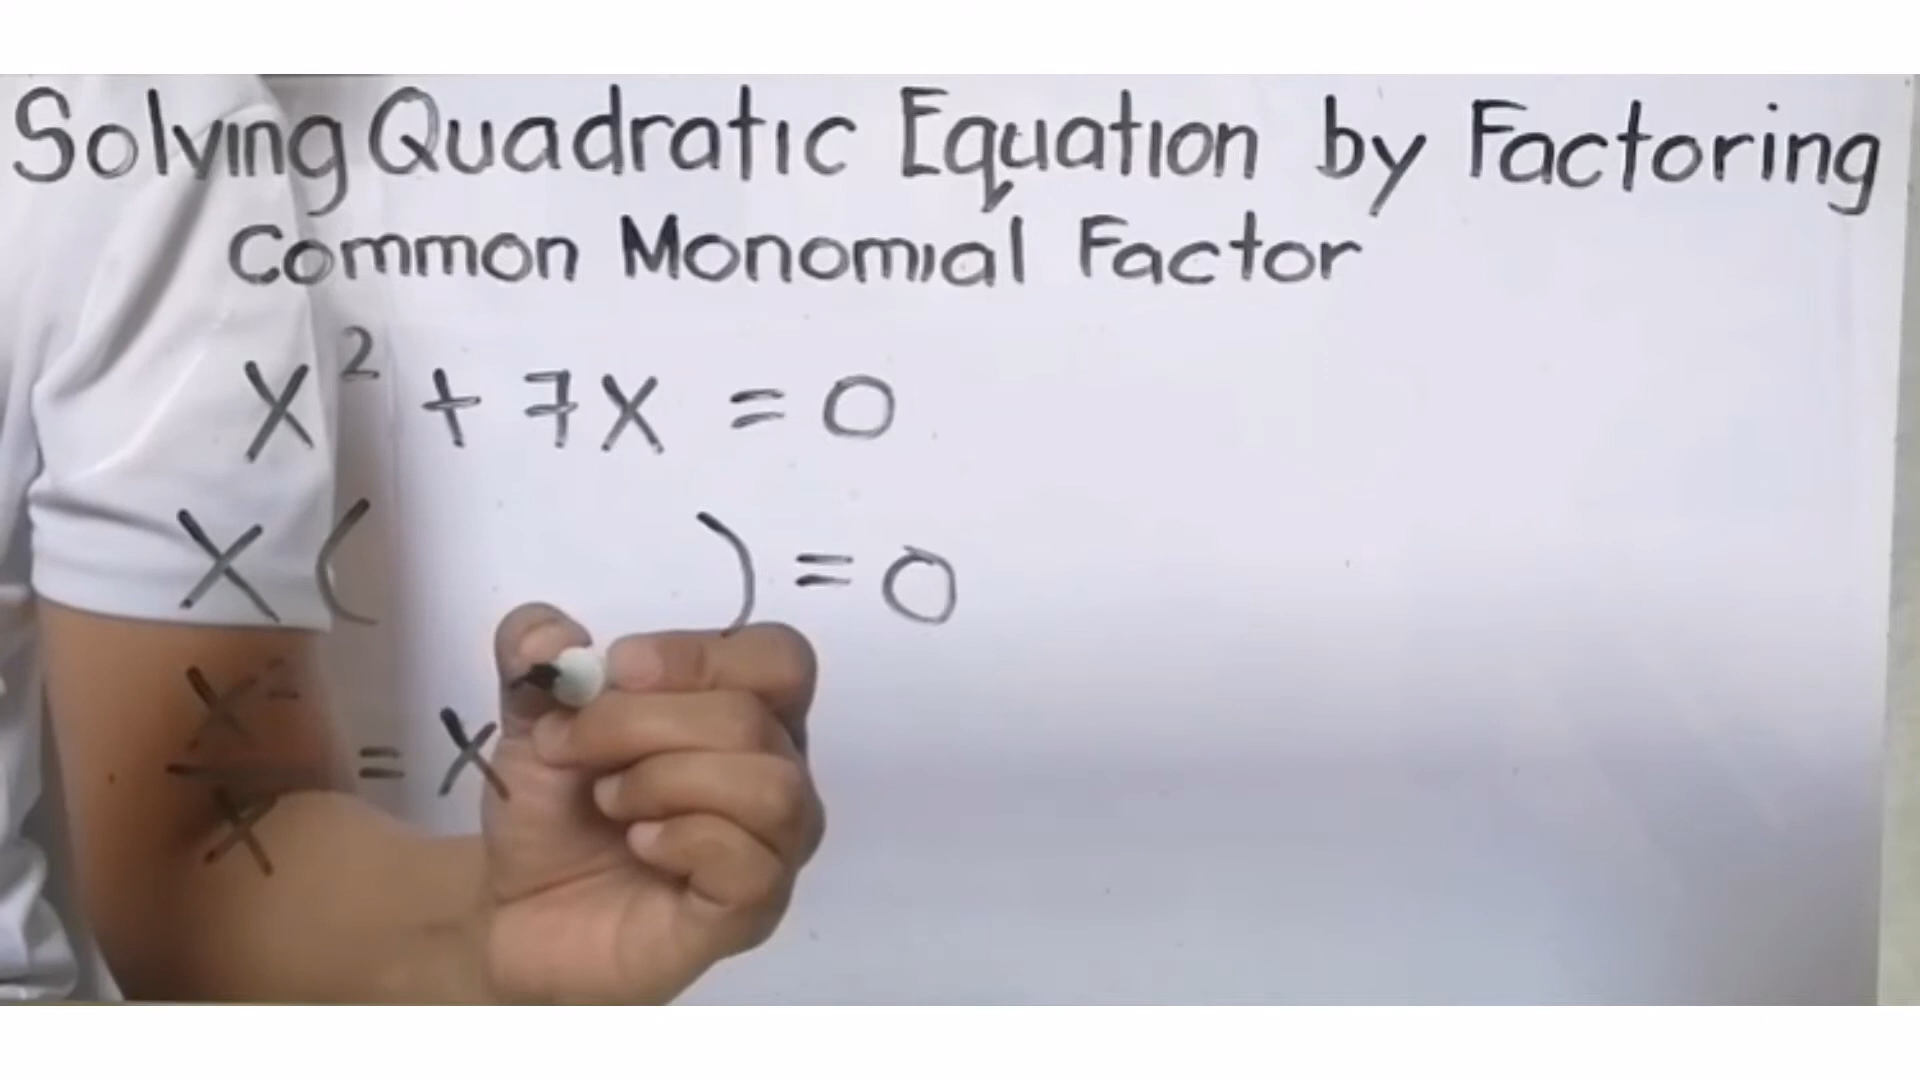 Solving Quadratic Equation by Factoring
Common Monomial Factor
x² + 7x = 0
x(      ) = 0
x²/x = x